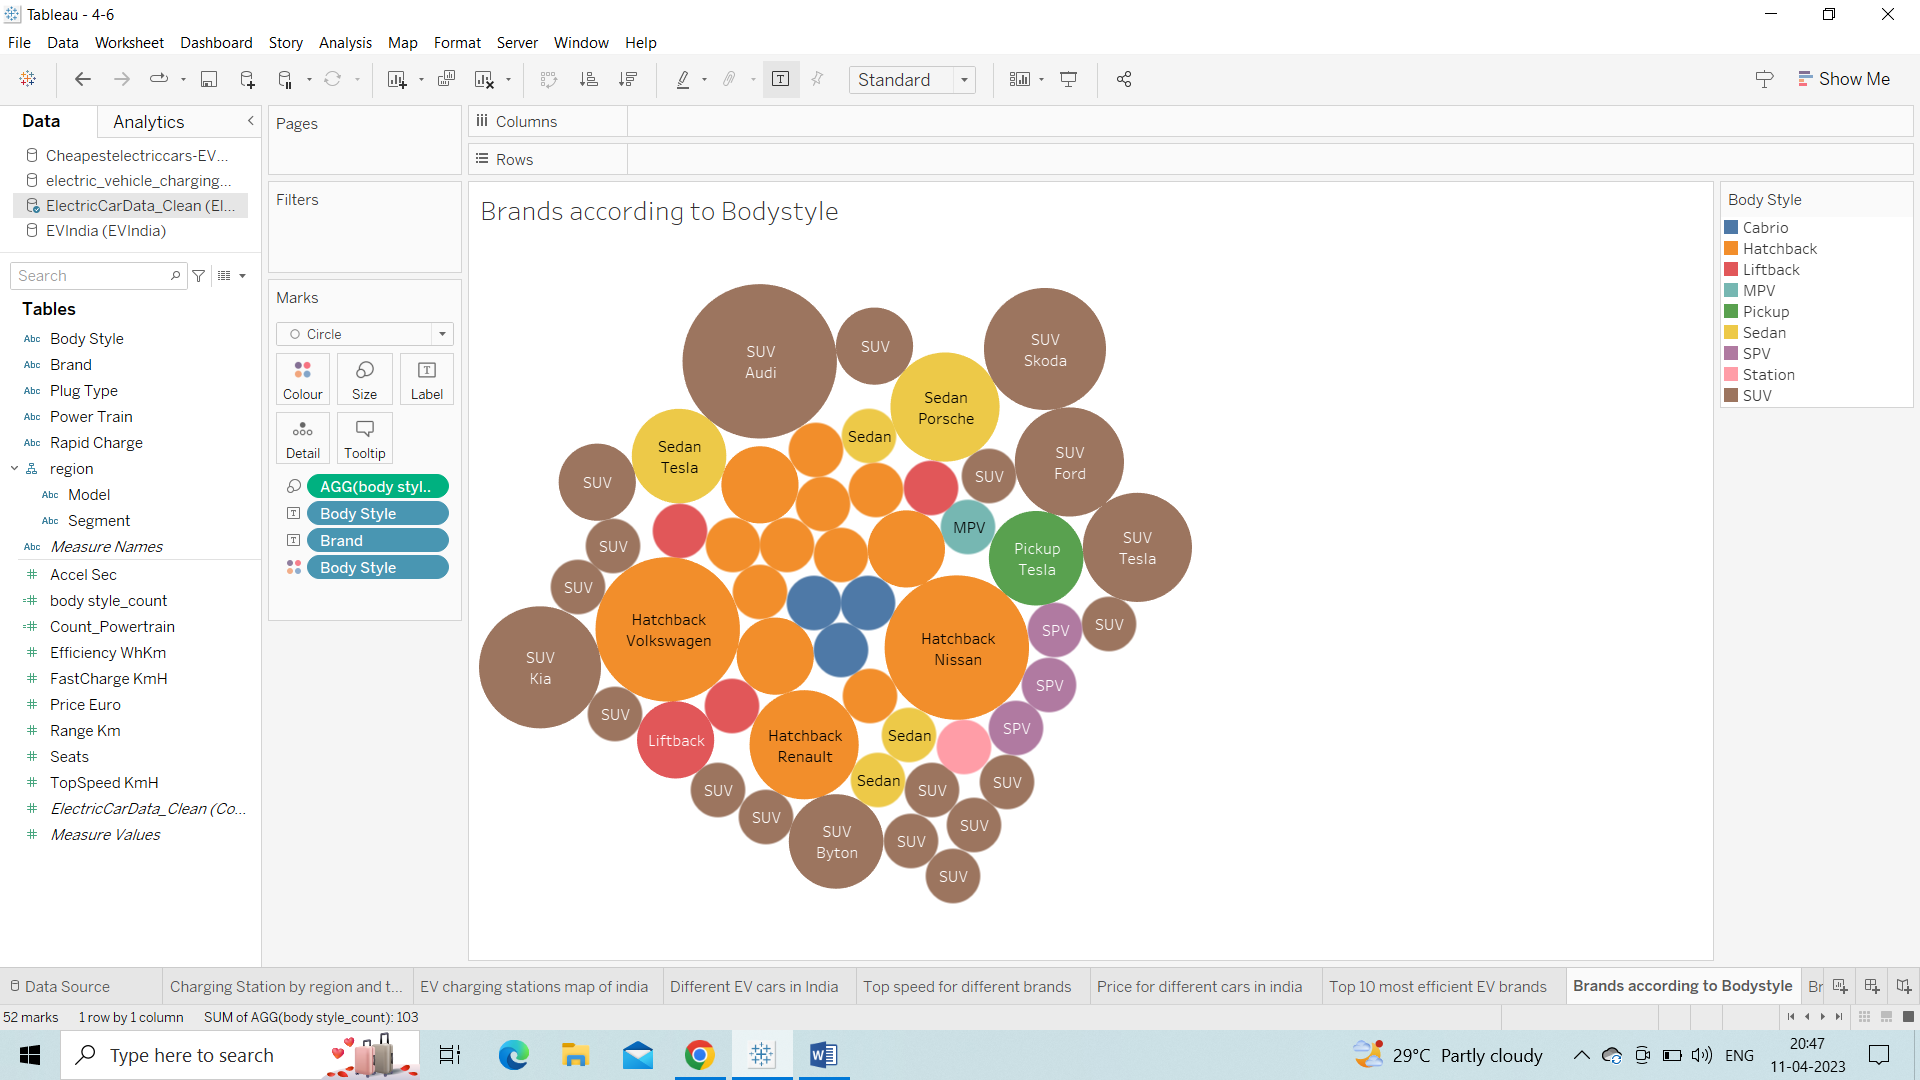 Tableau - 4-6
File Data Worksheet Dashboard Story Analysis Map Format Server Window Help
Standard
Show Me
Data Analytics
Cheapestelectriccars-EV...
electric_vehicle_charging...
ElectricCarData_Clean (El...
EVIndia (EVIndia)
Search
Tables
Abc Body Style
Abc Brand
Abc Plug Type
Abc Power Train
Abc Rapid Charge
region
Abc Model
Abc Segment
Abc Measure Names
# Accel Sec
=# body style_count
=# Count_Powertrain
# Efficiency WhKm
# FastCharge KmH
# Price Euro
# Range Km
# Seats
# TopSpeed KmH
# ElectricCarData_Clean (Co...
# Measure Values
Pages
Filters
Marks
Circle
Colour Size Label
Detail Tooltip
AGG(body styl..
Body Style
Brand
Body Style
Columns
Rows
Brands according to Bodystyle
SUV
Audi
SUV
SUV
Skoda
Sedan
Porsche
Sedan
Sedan
Tesla
SUV
Ford
SUV
SUV
SUV
Tesla
MPV
SUV
Pickup
Tesla
SUV
Hatchback
Volkswagen
Hatchback
Nissan
SPV
SUV
SUV
Kia
SPV
SUV
SPV
Liftback
Hatchback
Renault
Sedan
Sedan
SUV
SUV
SUV
SUV
SUV
SUV
Byton
SUV
SUV
Body Style
Cabrio
Hatchback
Liftback
MPV
Pickup
Sedan
SPV
Station
SUV
Data Source Charging Station by region and t... EV charging stations map of india Different EV cars in India Top speed for different brands Price for different cars in india Top 10 most efficient EV brands Brands according to Bodystyle Br
52 marks 1 row by 1 column SUM of AGG(body style_count): 103
Type here to search
29°C Partly cloudy
ENG
20:47
11-04-2023